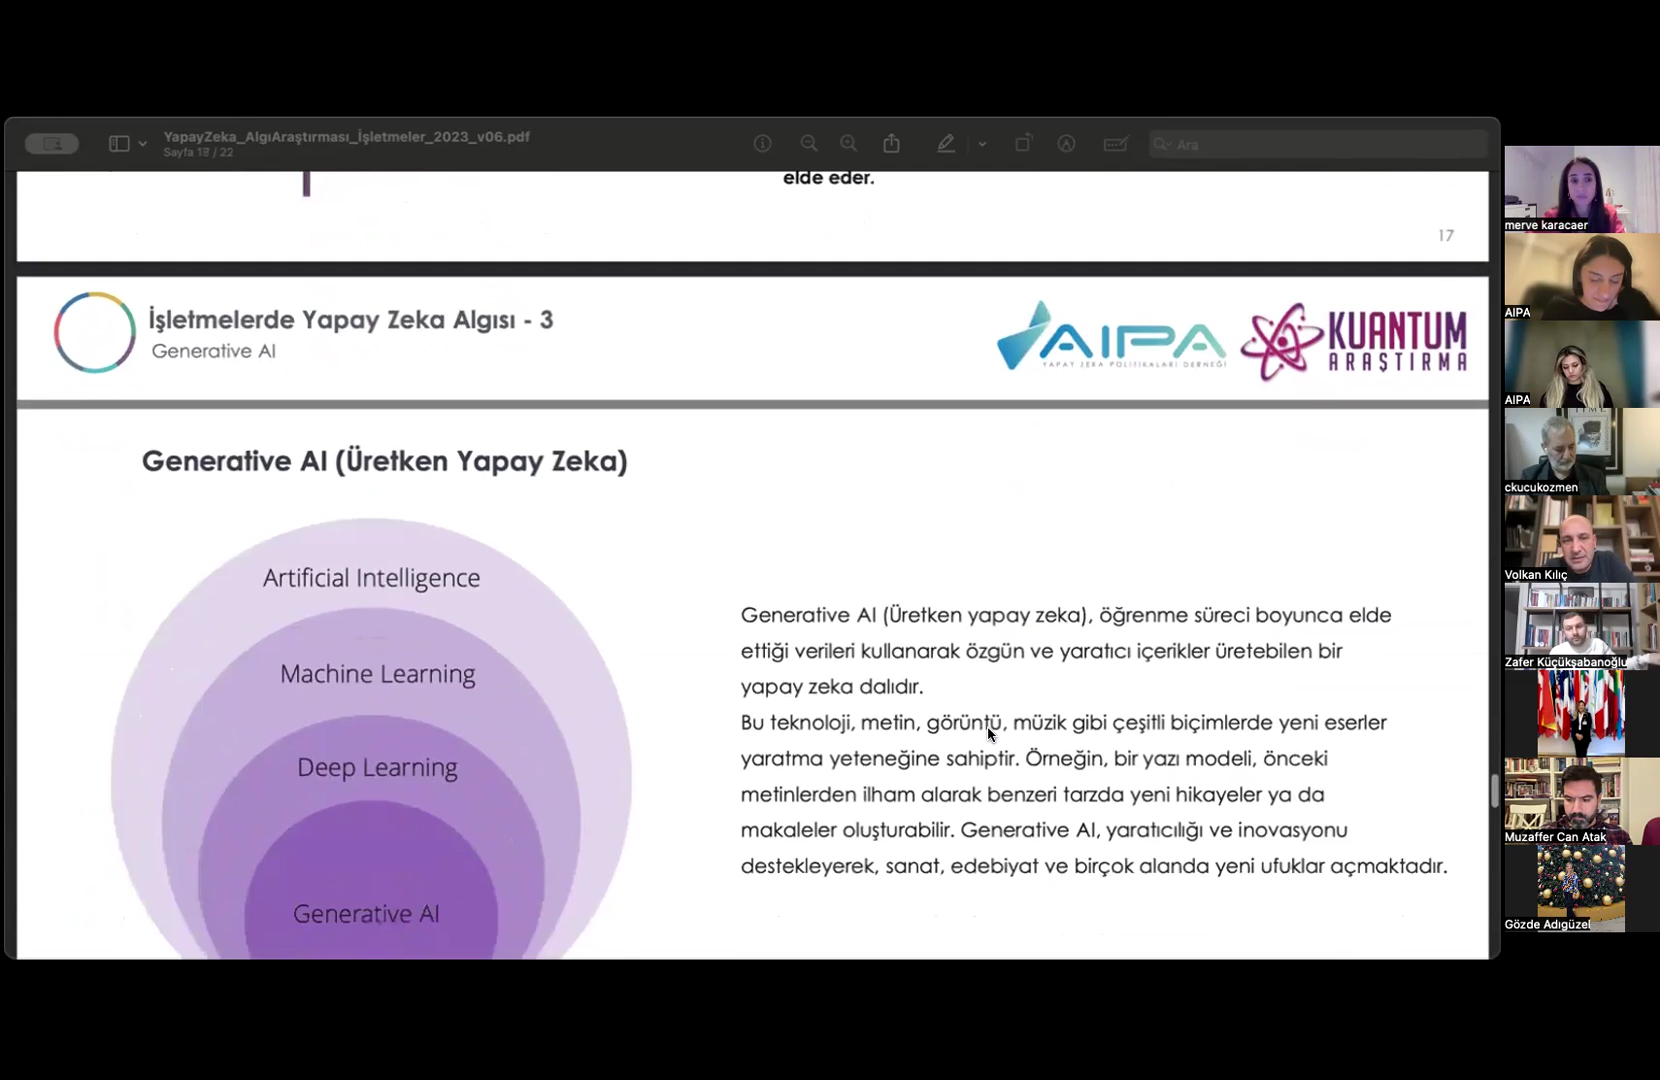 YapayZeka_AlgıAraştırması_İşletmeler_2023_v06.pdf
Sayfa 18 / 22
Ara
elde eder.
17
İşletmelerde Yapay Zeka Algısı - 3
Generative AI
AIPA
YAPAY ZEKA POLİTİKALARI DERNEĞİ
KUANTUM
ARAŞTIRMA
Generative AI (Üretken Yapay Zeka)
Artificial Intelligence
Machine Learning
Deep Learning
Generative AI
Generative AI (Üretken yapay zeka), öğrenme süreci boyunca elde
ettiği verileri kullanarak özgün ve yaratıcı içerikler üretebilen bir
yapay zeka dalıdır.
Bu teknoloji, metin, görüntü, müzik gibi çeşitli biçimlerde yeni eserler
yaratma yeteneğine sahiptir. Örneğin, bir yazı modeli, önceki
metinlerden ilham alarak benzeri tarzda yeni hikayeler ya da
makaleler oluşturabilir. Generative AI, yaratıcılığı ve inovasyonu
destekleyerek, sanat, edebiyat ve birçok alanda yeni ufuklar açmaktadır.
merve karacaer
AIPA
AIPA
ckucukozmen
Volkan Kılıç
Zafer Küçükşabanoğlu
Muzaffer Can Atak
Gözde Adıgüzel